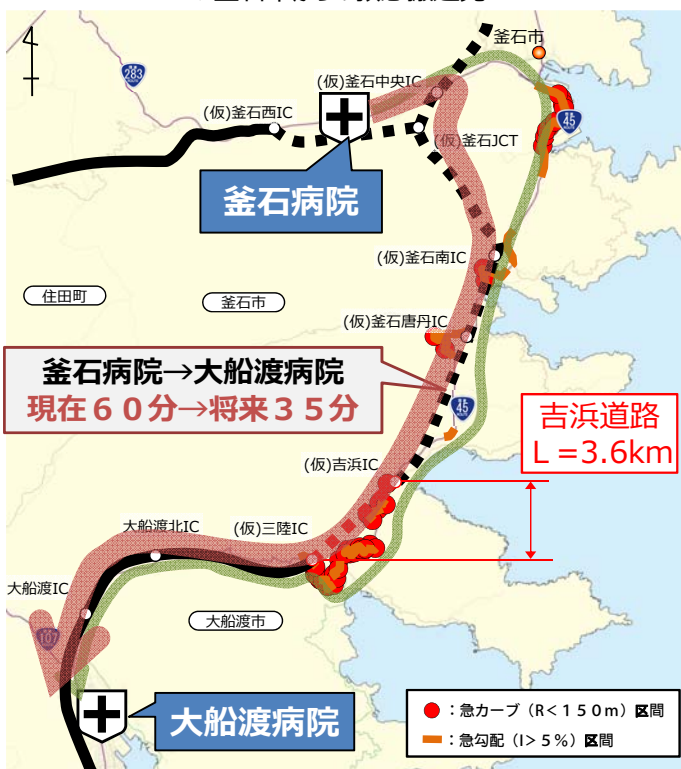 釜石市
283
(仮)釜石中央IC
(仮)釜石西IC
45
(仮)釜石JCT
釜石病院
(仮)釜石南IC
住田町
釜石市
(仮)釜石唐丹IC
釜石病院→大船渡病院
現在60分→将来35分
45
吉浜道路
L=3.6km
(仮)吉浜IC
大船渡北IC
(仮)三陸IC
大船渡IC
大船渡市
107
大船渡病院
:急カーブ(R<150m)区間
:急勾配(I>5%)区間